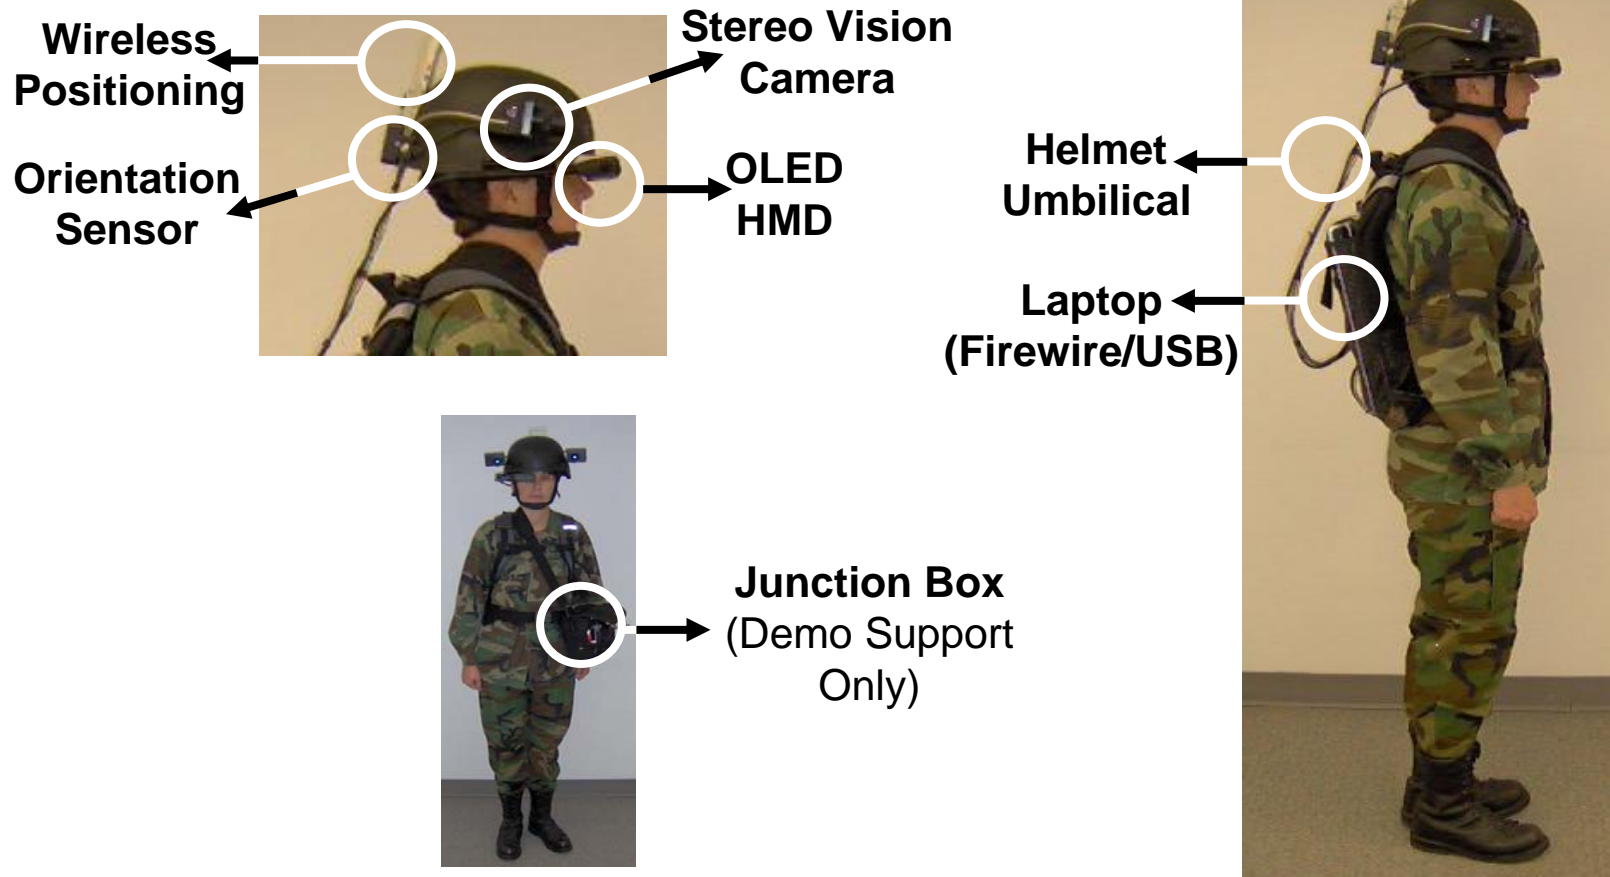 Wireless
Positioning
Stereo Vision
Camera
Orientation
Sensor
OLED
HMD
Helmet
Umbilical
Laptop
(Firewire/USB)
Junction Box
(Demo Support
Only)